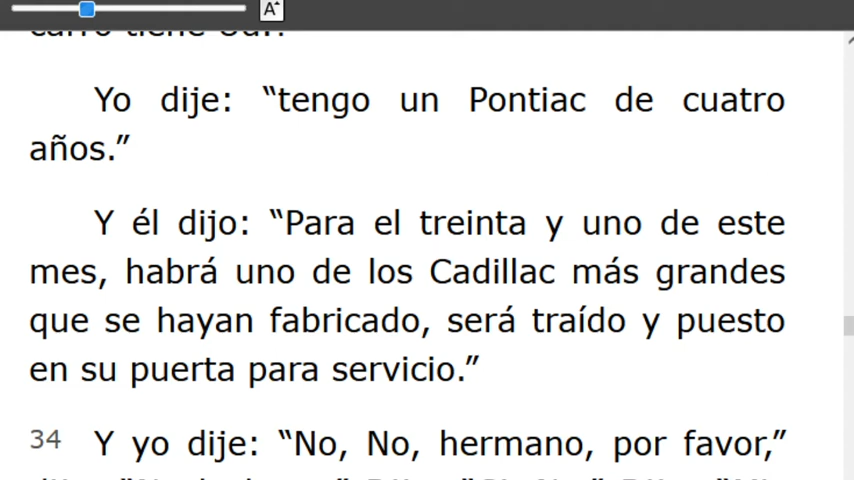 A
Yo dije: “tengo un Pontiac de cuatro
años.”
Y él dijo: “Para el treinta y uno de este
mes, habrá uno de los Cadillac más grandes
que se hayan fabricado, será traído y puesto
en su puerta para servicio.”
34 Y yo dije: “No, No, hermano, por favor,”